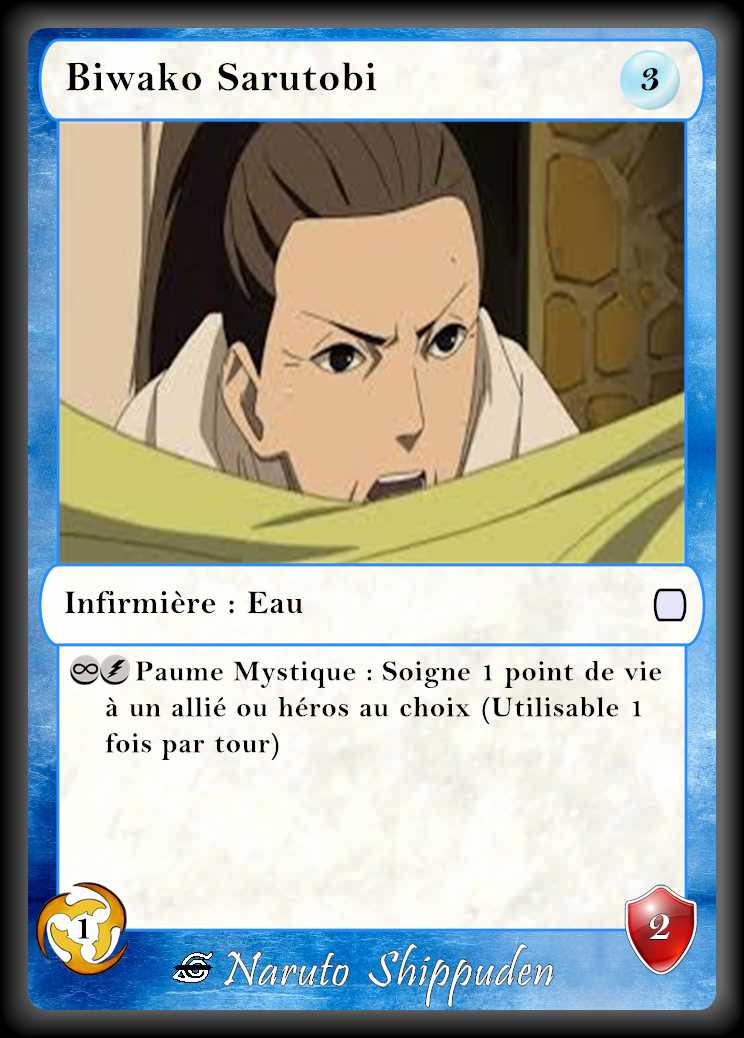 Biwako Sarutobi 3
Infirmière : Eau
Paume Mystique : Soigne 1 point de vie
à un allié ou héros au choix (Utilisable 1
fois par tour)
1
2
Naruto Shippuden